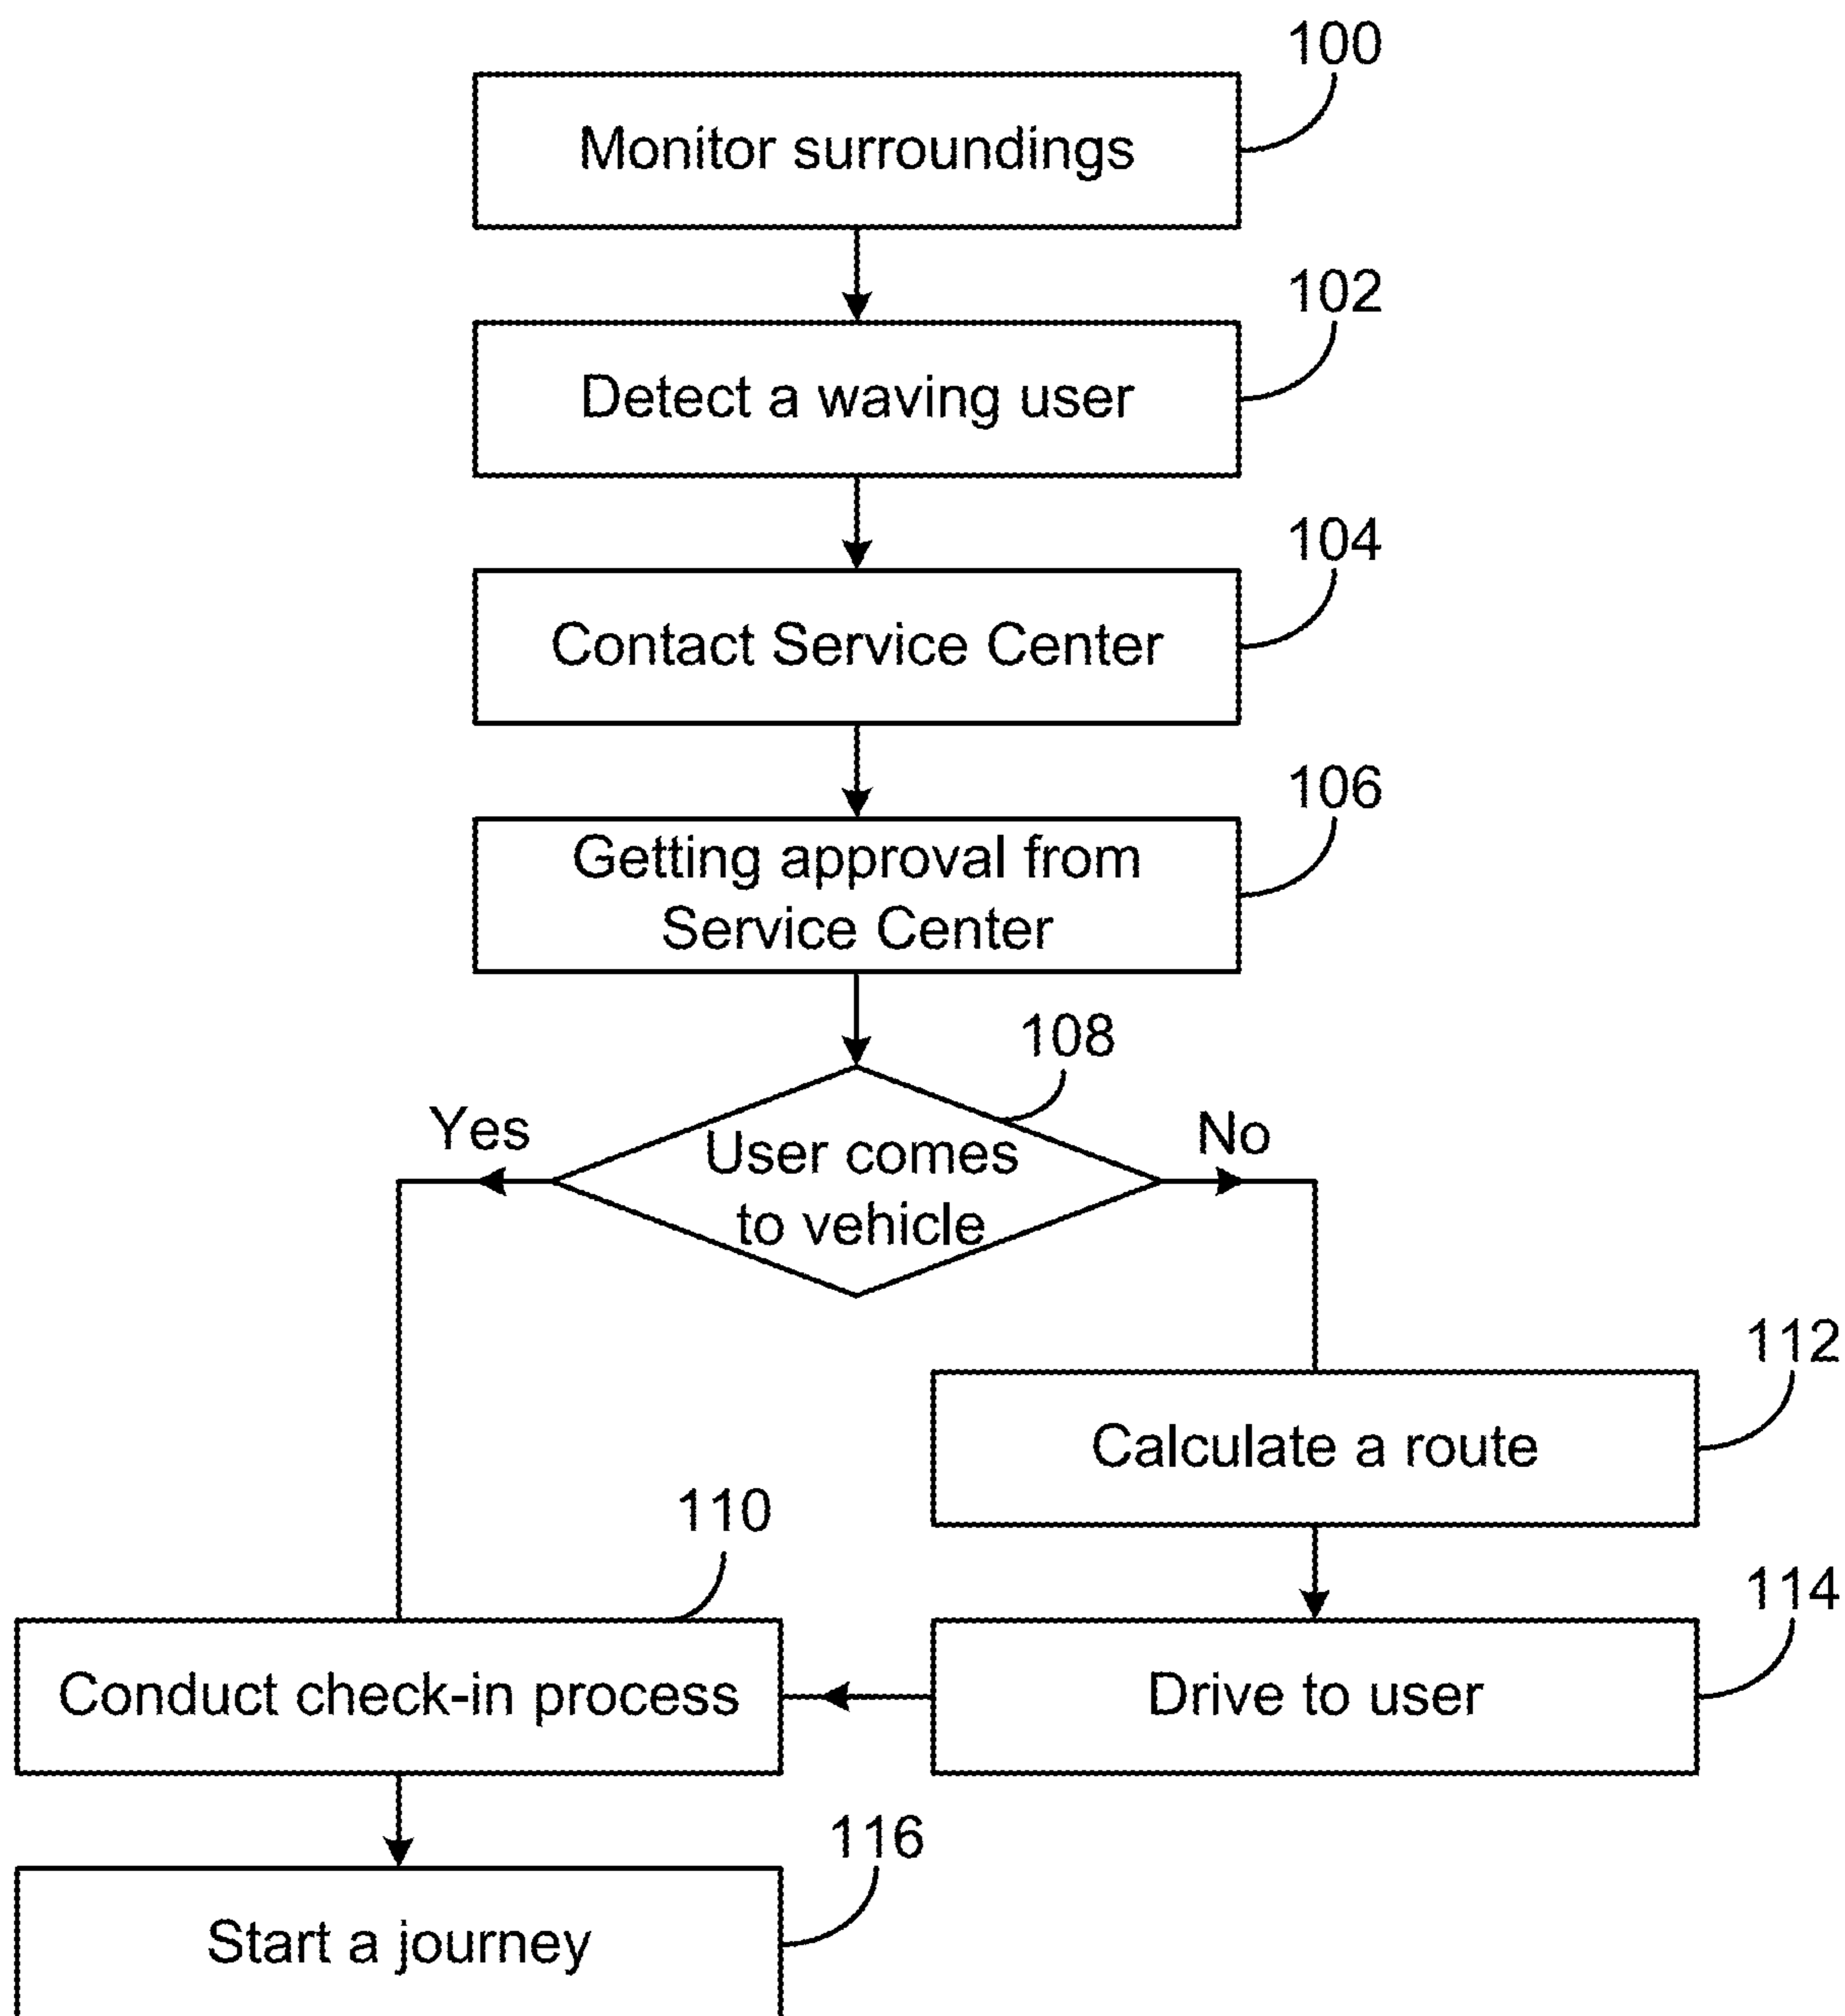 100
Monitor surroundings
102
Detect a waving user
104
Contact Service Center
106
Getting approval from
Service Center
108
Yes
No
User comes
to vehicle
112
Calculate a route
110
114
Conduct check-in process
Drive to user
116
Start a journey